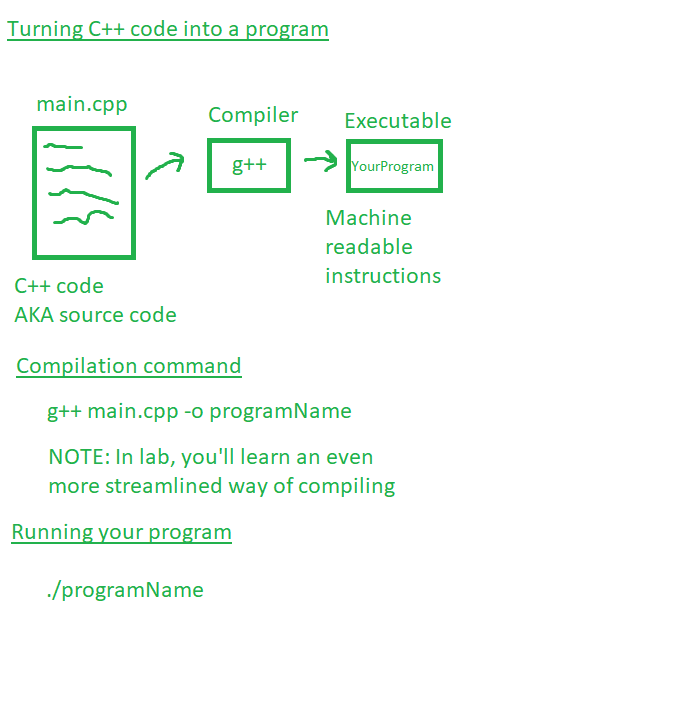 Turning C++ code into a program
main.cpp
Compiler
Executable
g++
YourProgram
Machine
readable
instructions
C++ code
AKA source code
Compilation command
g++ main.cpp -o programName
NOTE: In lab, you'll learn an even
more streamlined way of compiling
Running your program
./programName